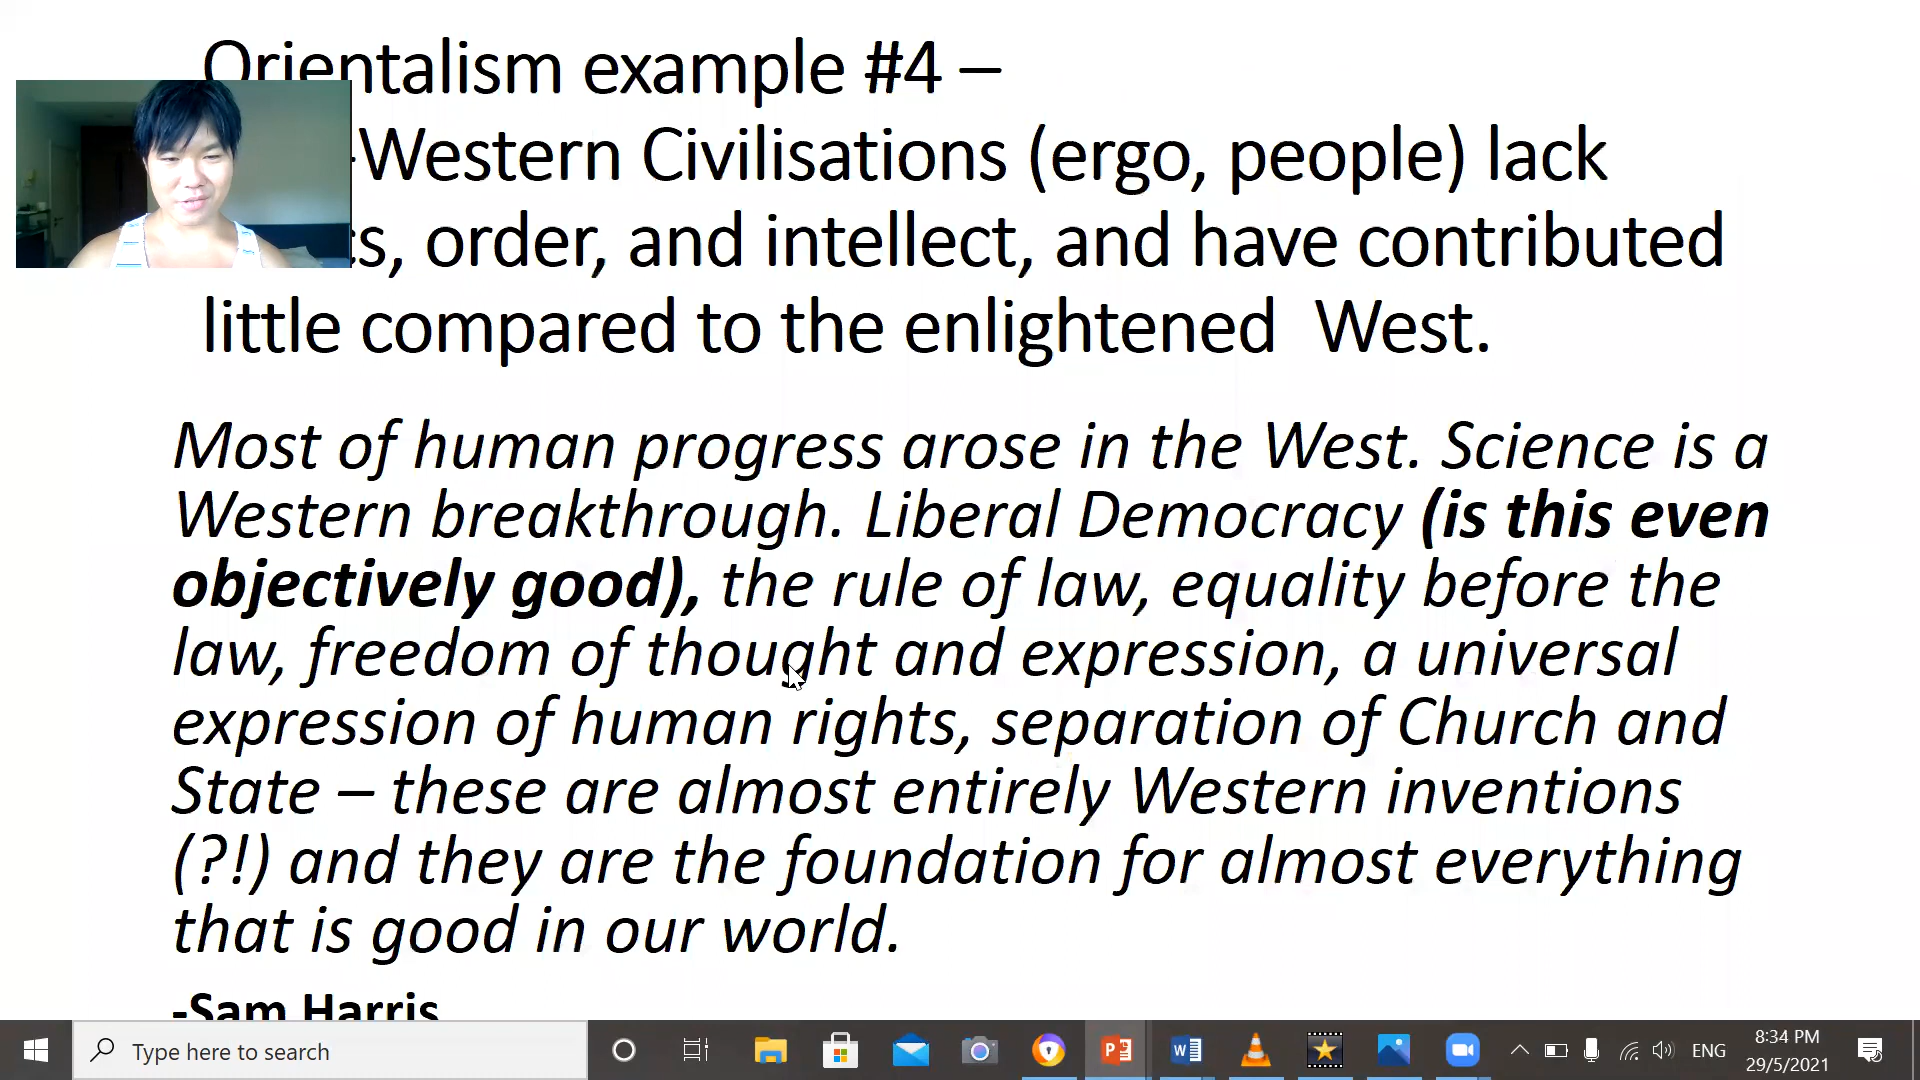 Orientalism example #4 –
-Western Civilisations (ergo, people) lack
order, and intellect, and have contributed
little compared to the enlightened West.
Most of human progress arose in the West. Science is a
Western breakthrough. Liberal Democracy (is this even
objectively good), the rule of law, equality before the
law, freedom of thought and expression, a universal
expression of human rights, separation of Church and
State – these are almost entirely Western inventions
(?!) and they are the foundation for almost everything
that is good in our world.
-Sam Harris
Type here to search
ENG
8:34 PM
29/5/2021